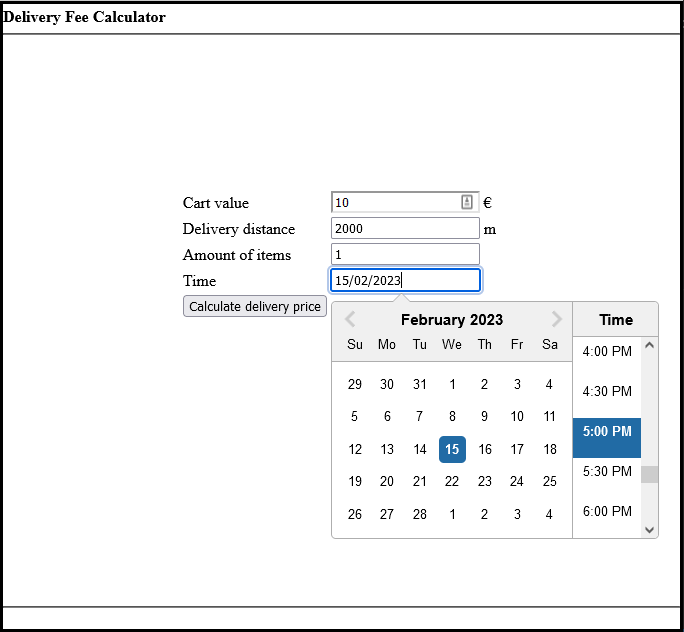 Delivery Fee Calculator
Cart value 10 €
Delivery distance 2000 m
Amount of items 1
Time 15/02/2023
Calculate delivery price
February 2023
Su Mo Tu We Th Fr Sa
29 30 31 1 2 3 4
5 6 7 8 9 10 11
12 13 14 15 16 17 18
19 20 21 22 23 24 25
26 27 28 1 2 3 4
Time
4:00 PM
4:30 PM
5:00 PM
5:30 PM
6:00 PM